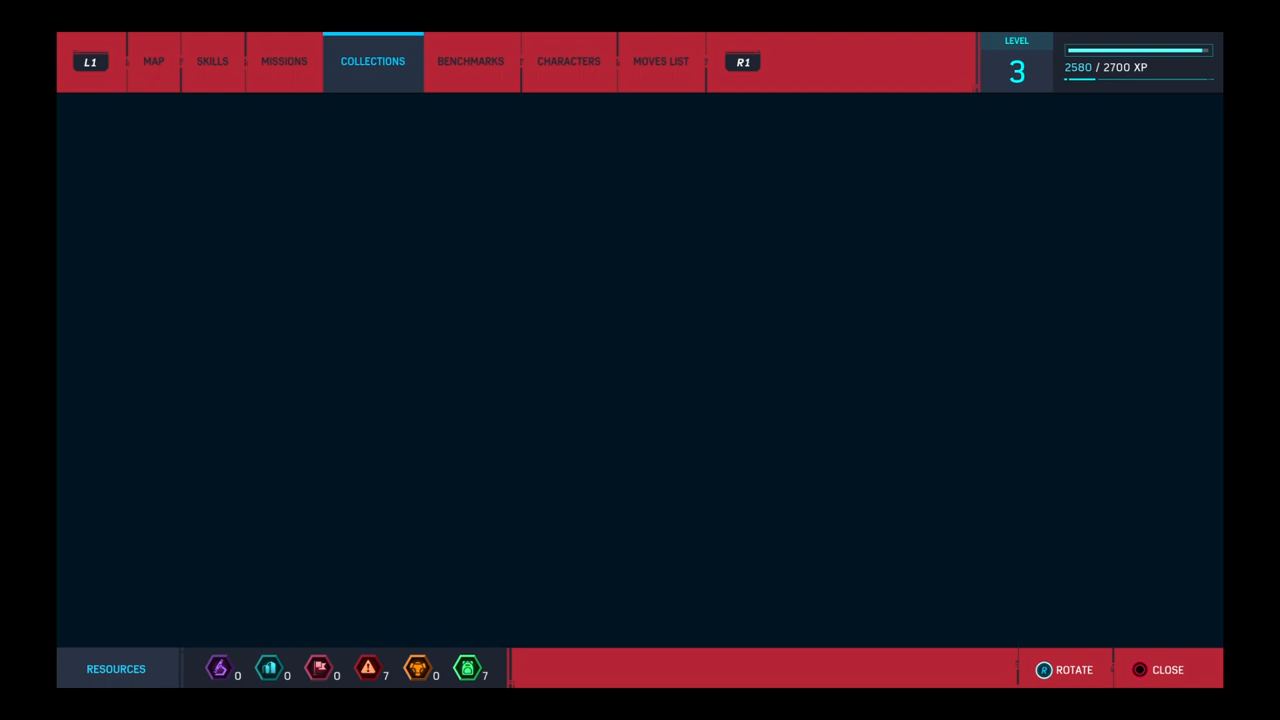 L1 MAP SKILLS MISSIONS COLLECTIONS BENCHMARKS CHARACTERS MOVES LIST R1
LEVEL
3
2580 / 2700 XP
RESOURCES 0 0 0 7 0 7
R ROTATE CLOSE